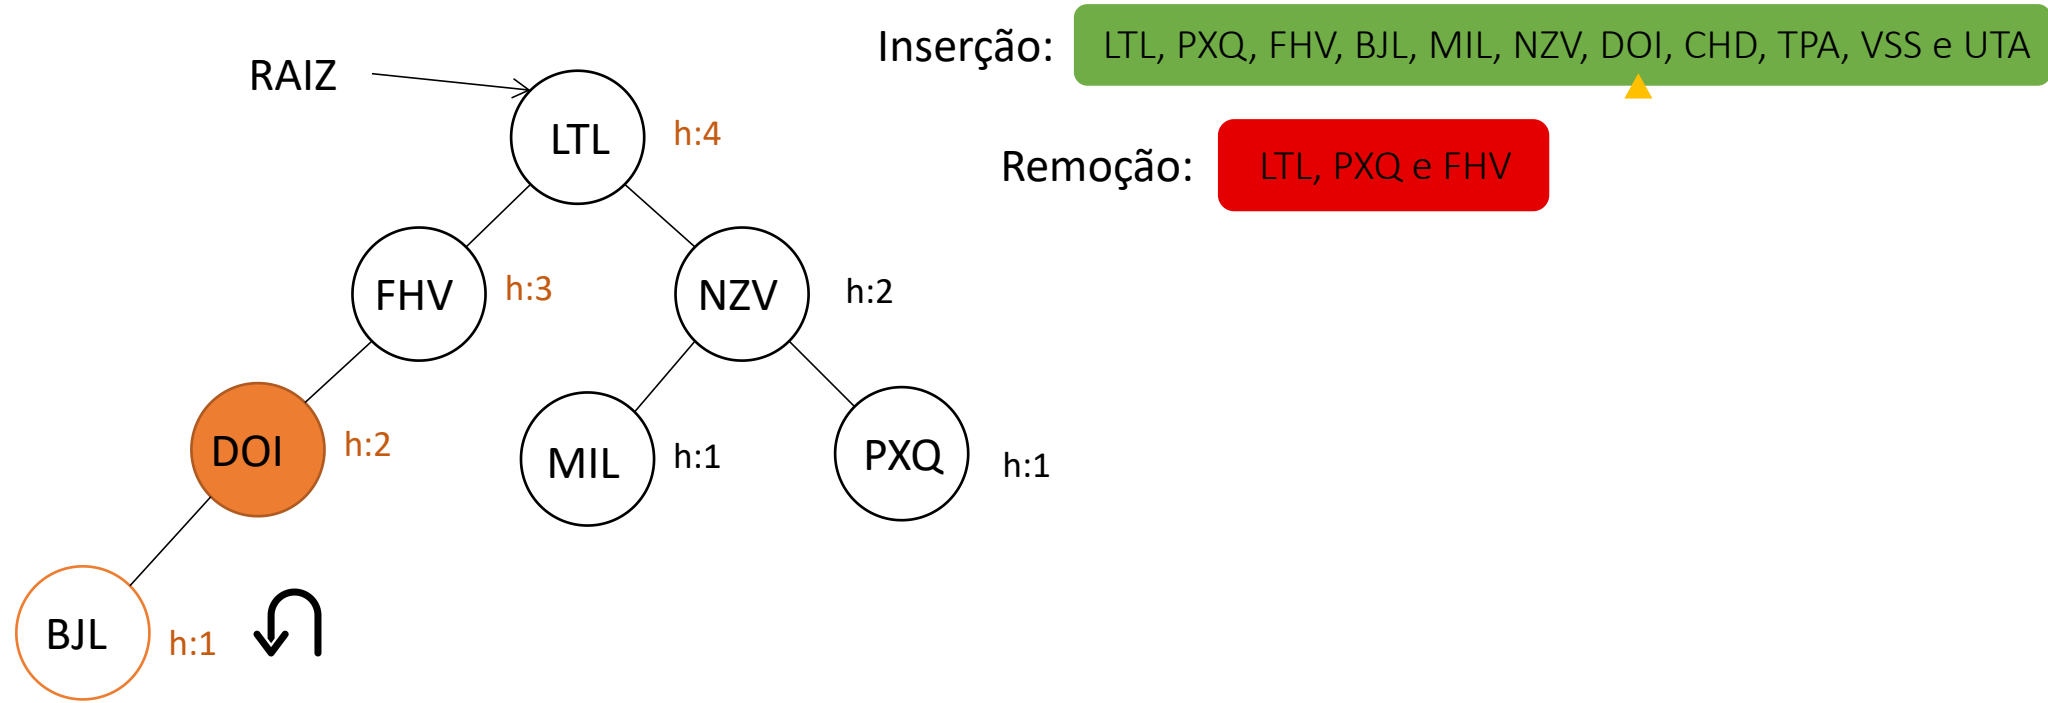 Inserção: LTL, PXQ, FHV, BJL, MIL, NZV, DOI, CHD, TPA, VSS e UTA
RAIZ
LTL h:4
Remoção: LTL, PXQ e FHV
FHV h:3 NZV h:2
DOI h:2 MIL h:1 PXQ h:1
BJL h:1